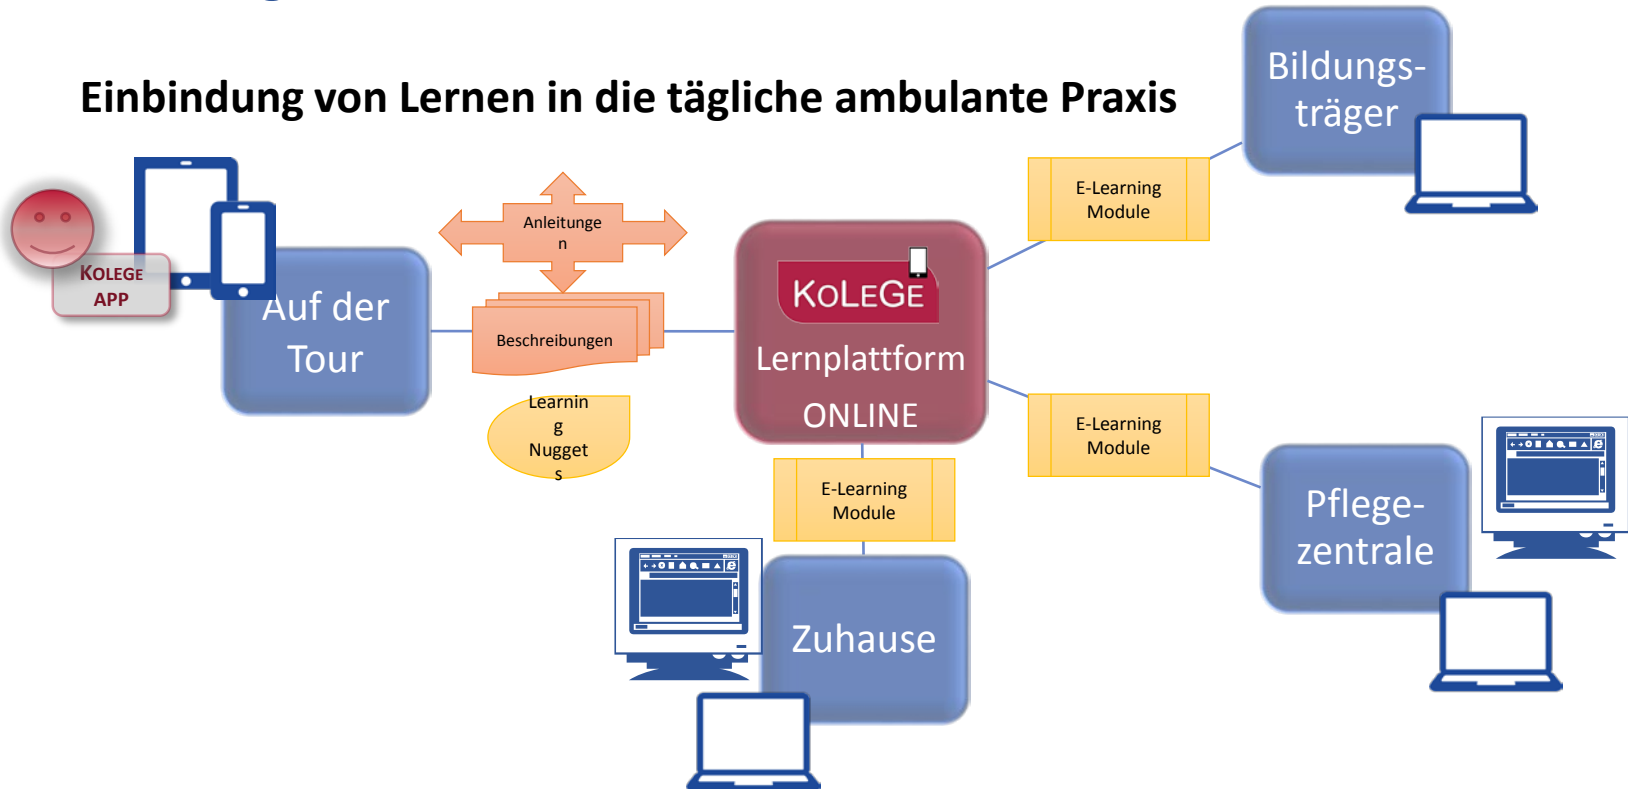 Einbindung von Lernen in die tägliche ambulante Praxis
Bildungs-
träger
E-Learning
Module
Anleitunge
n
KOLEGE
APP
Auf der
Tour
Beschreibungen
KOLEGE
Lernplattform
ONLINE
Learnin
g
Nugget
s
E-Learning
Module
E-Learning
Module
Pflege-
zentrale
Zuhause